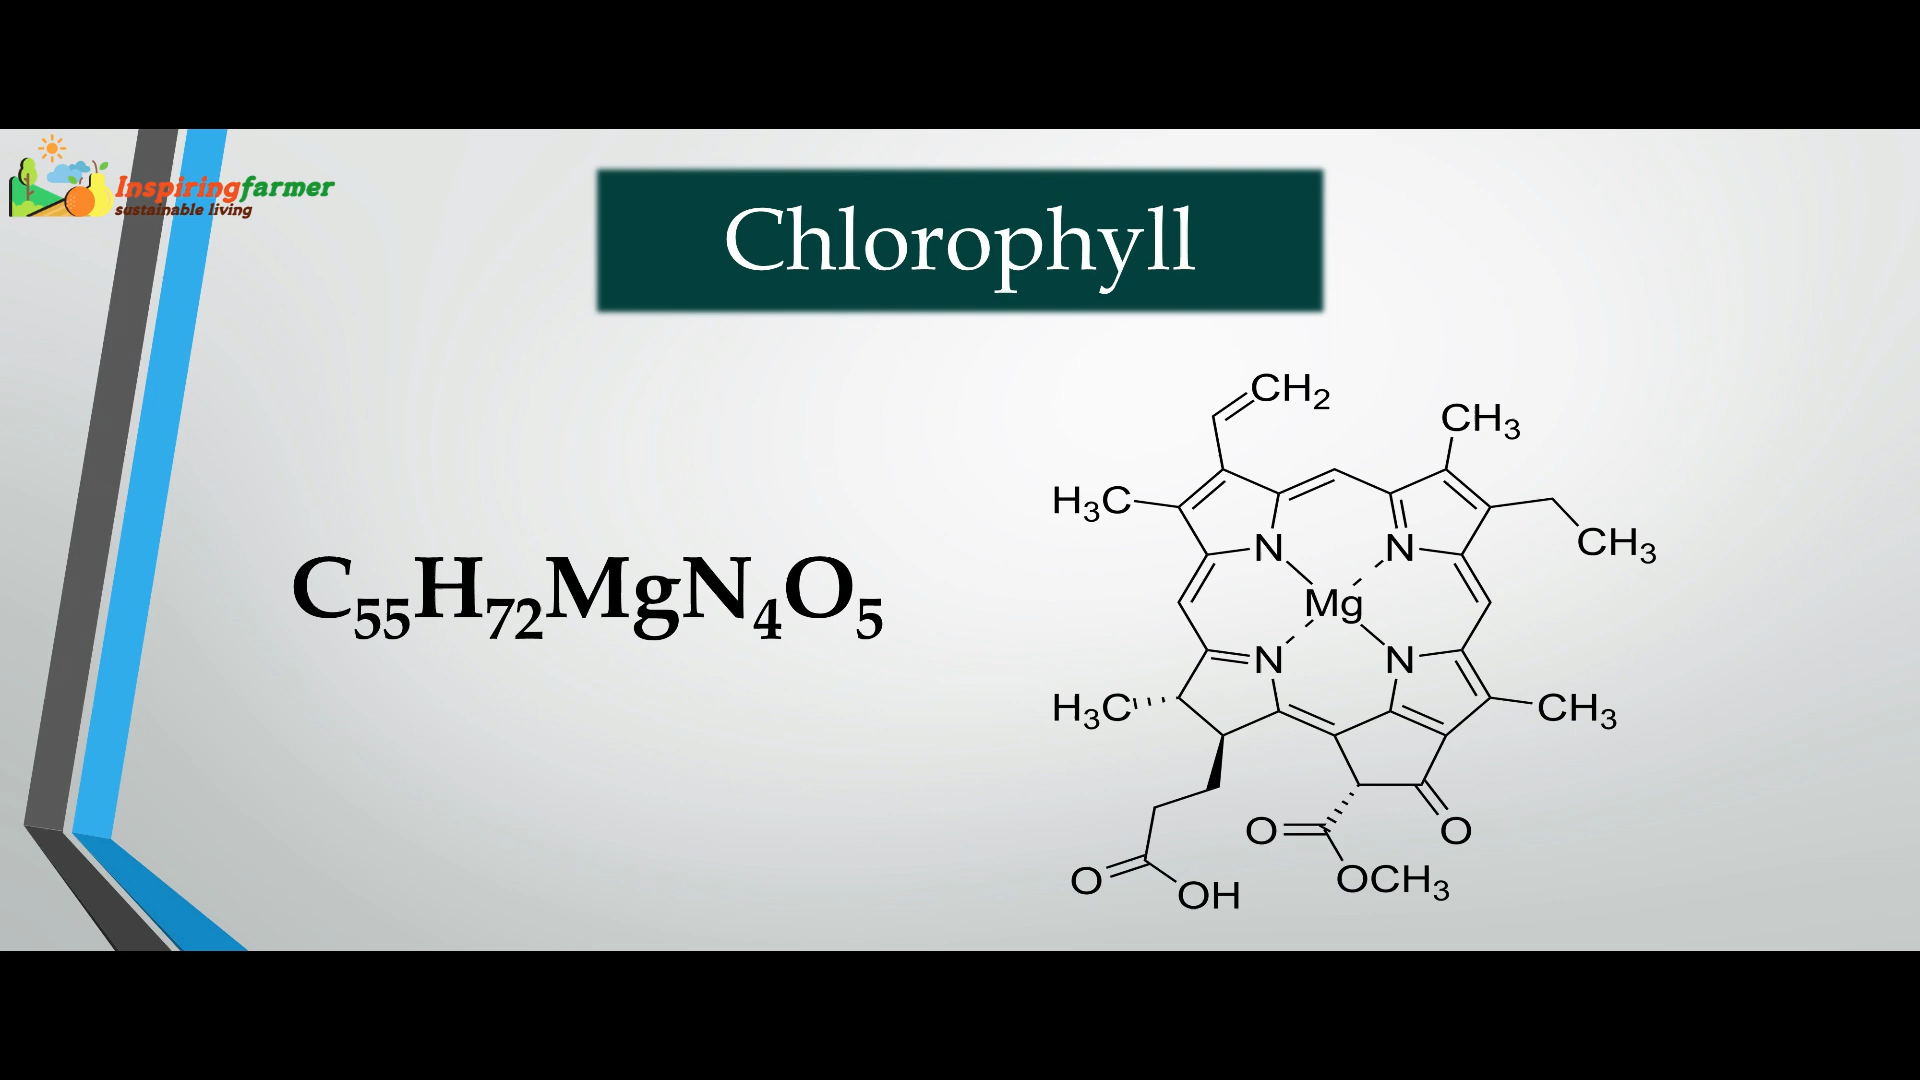 Inspiringfarmer
sustainable living
Chlorophyll
C₅₅H₇₂MgN₄O₅
CH₂
CH₃
H₃C
CH₃
N N
Mg
N N
H₃C
CH₃
O
O
OCH₃
O
OH